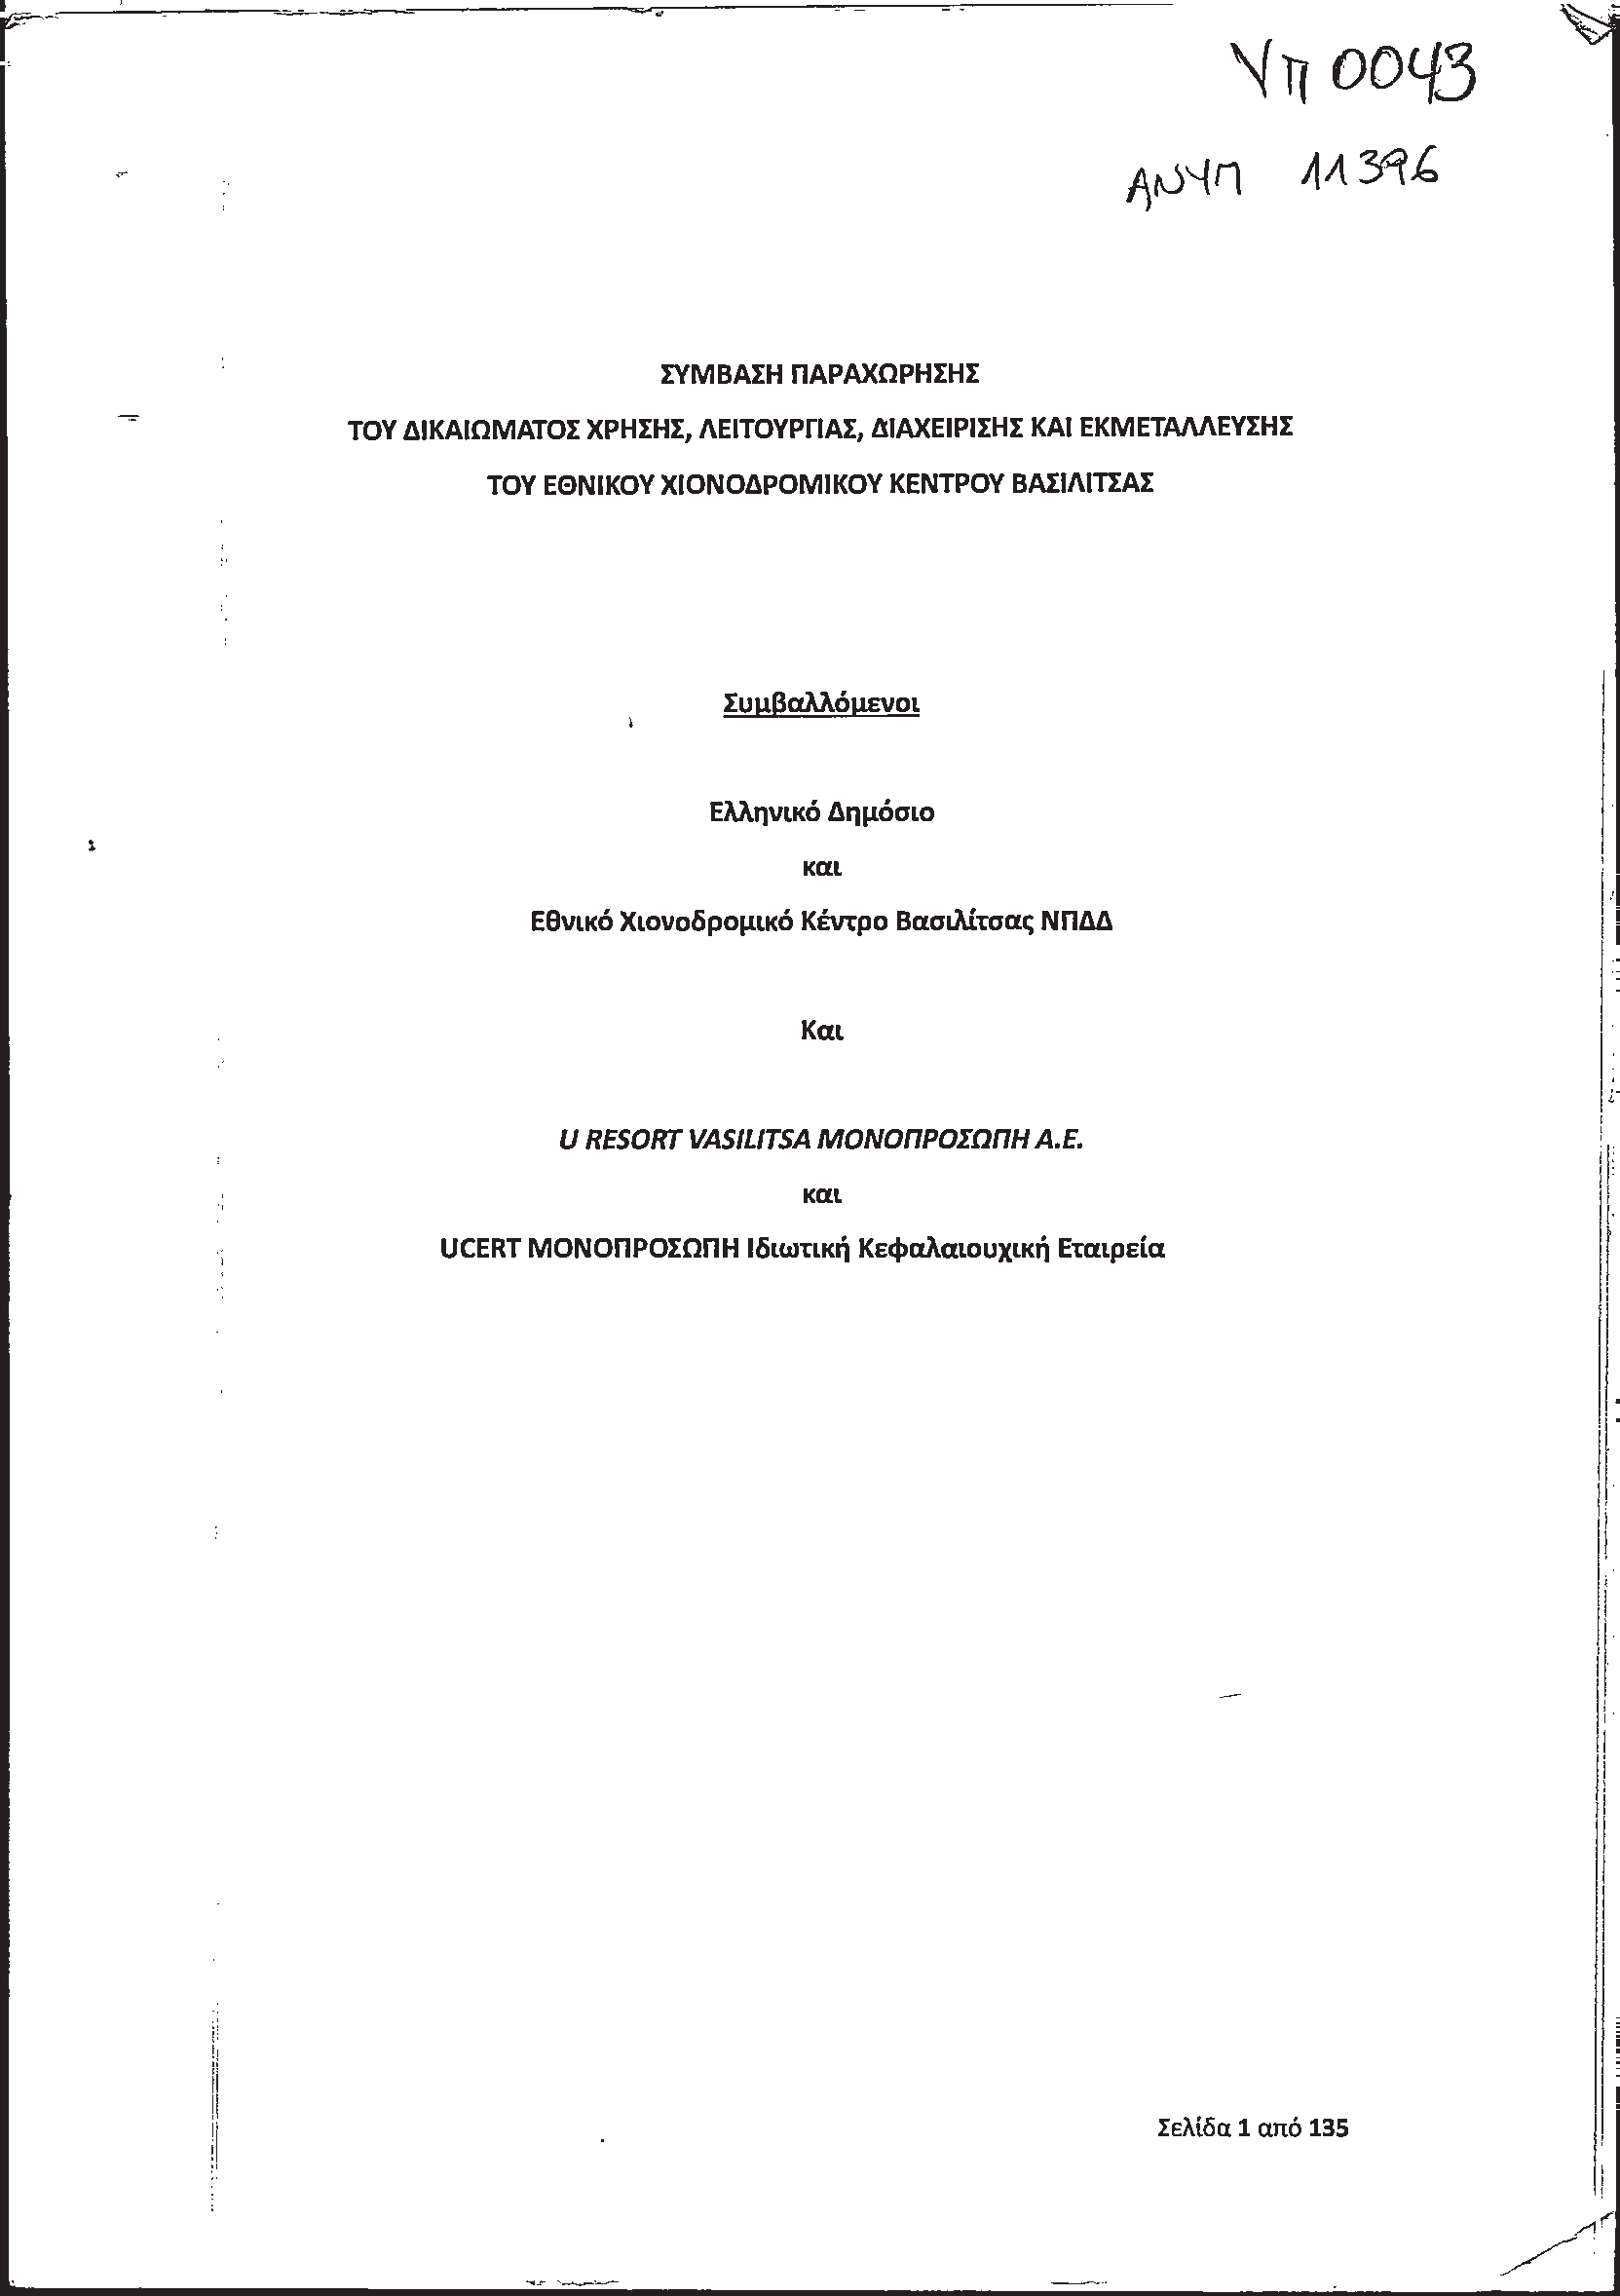 ΥΠ 0043
ΑΝΥΠ 11396
ΣΥΜΒΑΣΗ ΠΑΡΑΧΩΡΗΣΗΣ
ΤΟΥ ΔΙΚΑΙΩΜΑΤΟΣ ΧΡΗΣΗΣ, ΛΕΙΤΟΥΡΓΙΑΣ, ΔΙΑΧΕΙΡΙΣΗΣ ΚΑΙ ΕΚΜΕΤΑΛΛΕΥΣΗΣ
ΤΟΥ ΕΘΝΙΚΟΥ ΧΙΟΝΟΔΡΟΜΙΚΟΥ ΚΕΝΤΡΟΥ ΒΑΣΙΛΙΤΣΑΣ
Συμβαλλόμενοι
Ελληνικό Δημόσιο
και
Εθνικό Χιονοδρομικό Κέντρο Βασιλίτσας ΝΠΔΔ
Και
U RESORT VASILITSA ΜΟΝΟΠΡΟΣΩΠΗ Α.Ε.
και
UCERT ΜΟΝΟΠΡΟΣΩΠΗ Ιδιωτική Κεφαλαιουχική Εταιρεία
Σελίδα 1 από 135